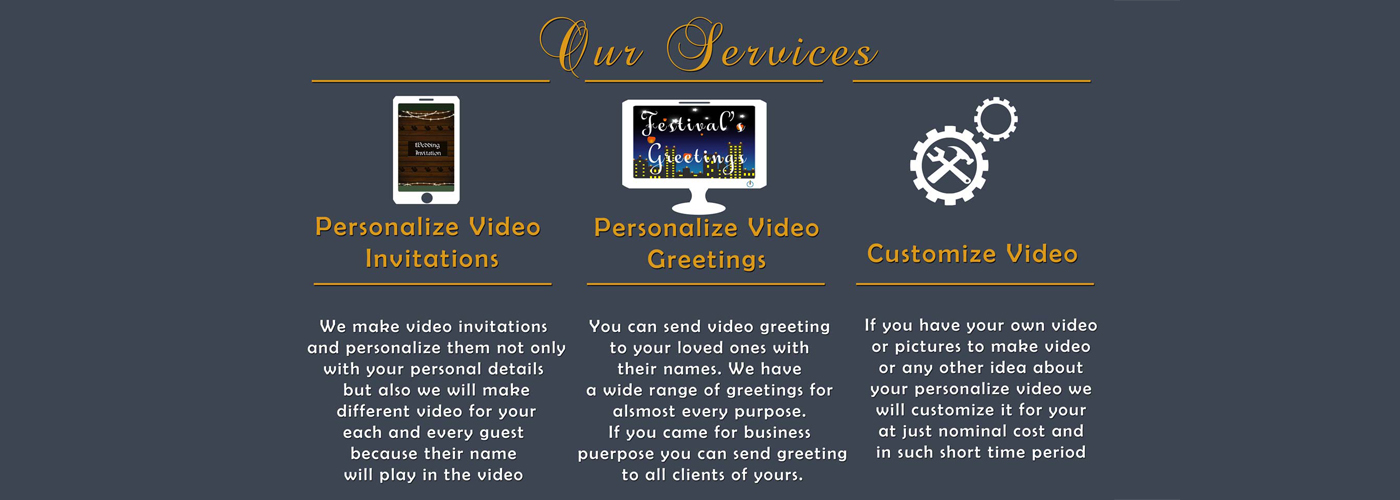 Our Services
Wedding
Invitation
Personalize Video
Invitations
We make video invitations
and personalize them not only
with your personal details
but also we will make
different video for your
each and every guest
because their name
will play in the video
Festival's
Greetings
Personalize Video
Greetings
You can send video greeting
to your loved ones with
their names. We have
a wide range of greetings for
alsmost every purpose.
If you came for business
puerpose you can send greeting
to all clients of yours.
Customize Video
If you have your own video
or pictures to make video
or any other idea about
your personalize video we
will customize it for your
at just nominal cost and
in such short time period